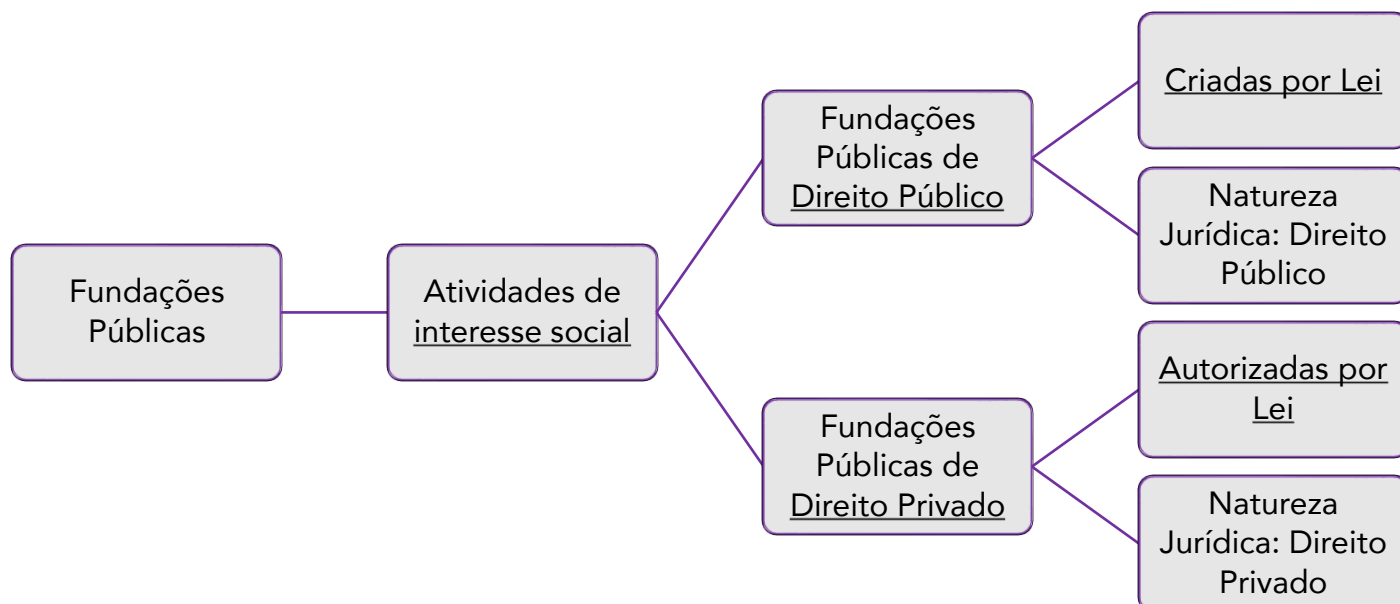 Fundações
Públicas
Atividades de
interesse social
Fundações
Públicas de
Direito Público
Criadas por Lei
Natureza
Jurídica: Direito
Público
Fundações
Públicas de
Direito Privado
Autorizadas por
Lei
Natureza
Jurídica: Direito
Privado